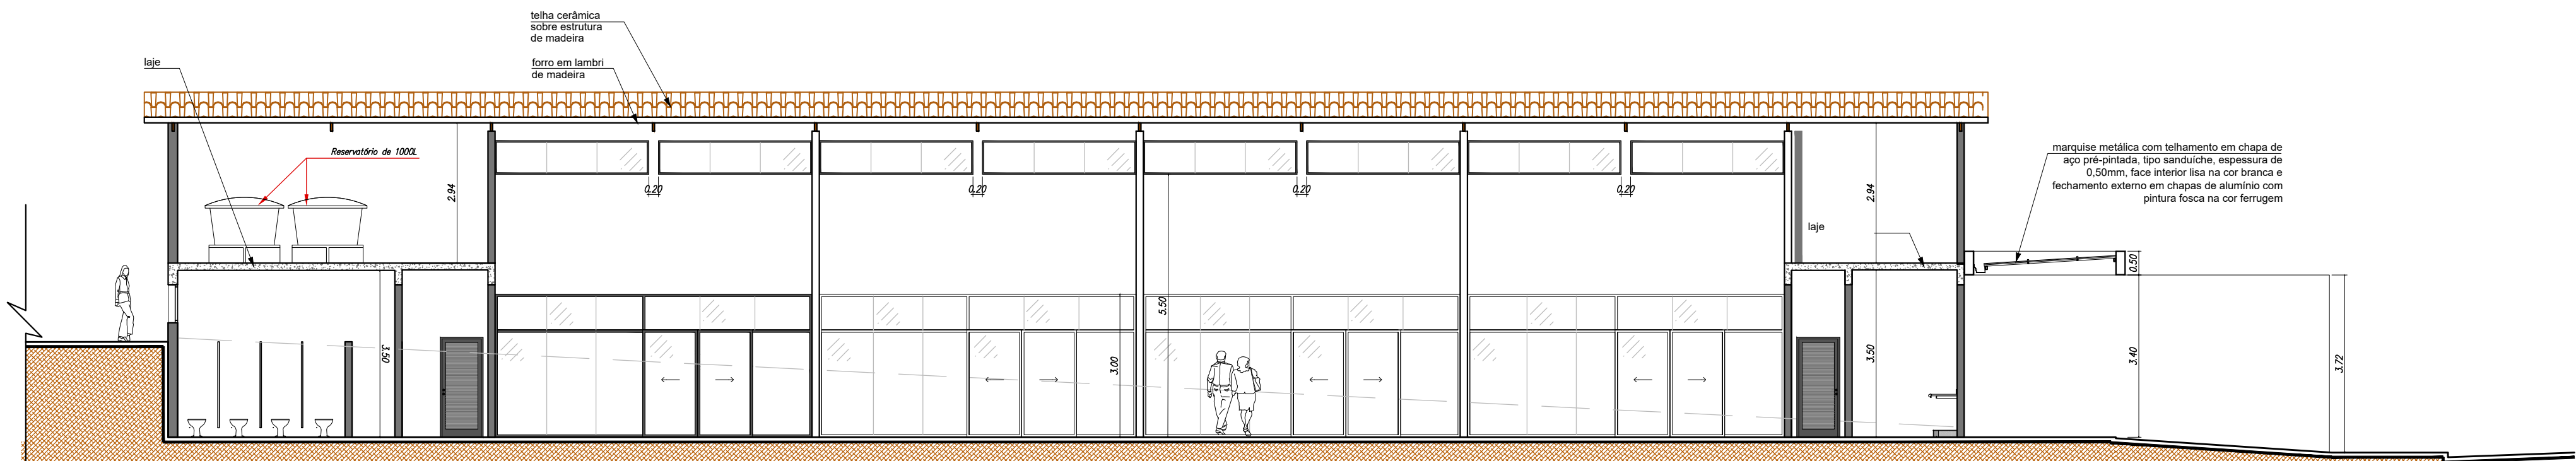 telha cerâmica
sobre estrutura
de madeira
laje
forro em lambri
de madeira
Reservatório de 1000L
2.94
0.20
0.20
0.20
0.20
2.94
marquise metálica com telhamento em chapa de
aço pré-pintada, tipo sanduíche, espessura de
0,50mm, face interior lisa na cor branca e
fechamento externo em chapas de alumínio com
pintura fosca na cor ferrugem
laje
0.50
5.50
3.50
3.00
3.50
3.40
3.72